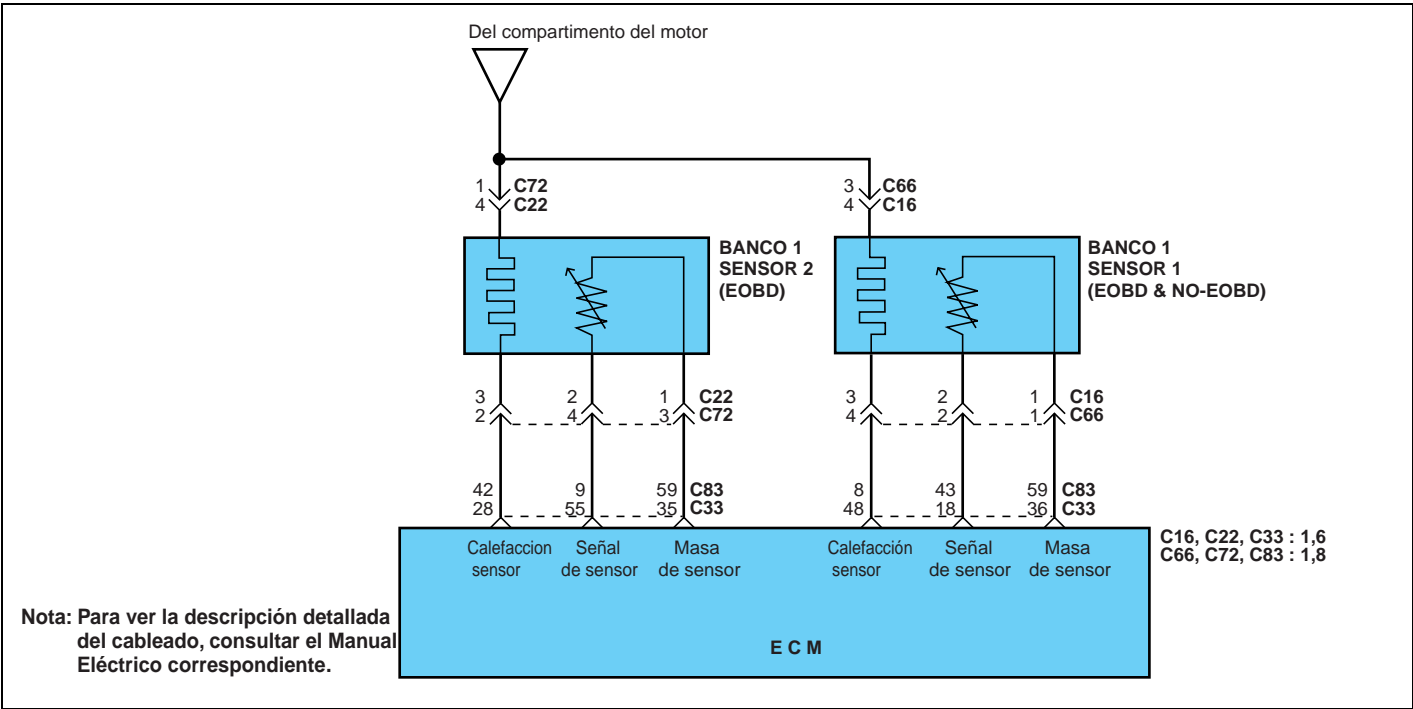 Del compartimento del motor
1 C72
4 C22
3 C66
4 C16
BANCO 1
SENSOR 2
(EOBD)
BANCO 1
SENSOR 1
(EOBD & NO-EOBD)
3 2 1 C22
2 4 3 C72
3 2 1 C16
4 2 1 C66
42 9 59 C83
28 55 35 C33
8 43 59 C83
48 18 36 C33
Calefaccion
sensor
Señal
de sensor
Masa
de sensor
Calefacción
sensor
Señal
de sensor
Masa
de sensor
C16, C22, C33 : 1,6
C66, C72, C83 : 1,8
Nota: Para ver la descripción detallada
del cableado, consultar el Manual
Eléctrico correspondiente.
E C M